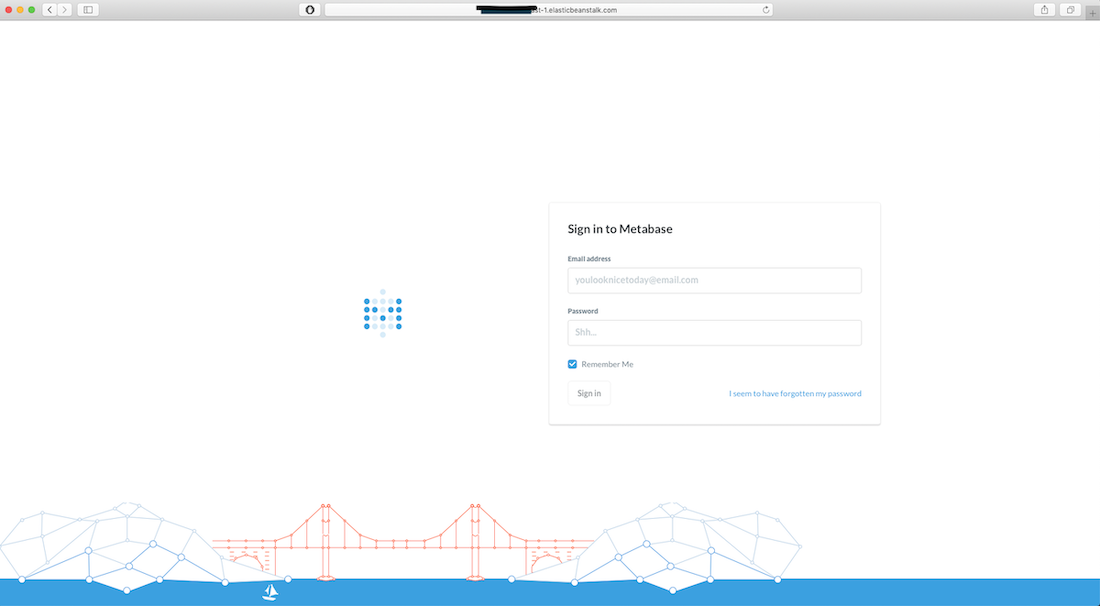 st-1.elasticbeanstalk.com
Sign in to Metabase
Email address
youlooknicetoday@email.com
Password
Shh...
Remember Me
Sign in
I seem to have forgotten my password